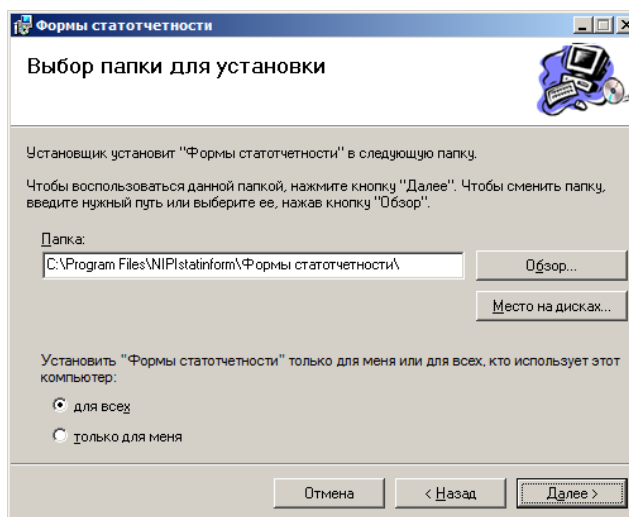 Формы статотчетности
Выбор папки для установки
Установщик установит "Формы статотчетности" в следующую папку.
Чтобы воспользоваться данной папкой, нажмите кнопку "Далее". Чтобы сменить папку,
введите нужный путь или выберите ее, нажав кнопку "Обзор".
Папка:
C:\Program Files\NIPIstatinform\Формы статотчетности\
Обзор...
Место на дисках...
Установить "Формы статотчетности" только для меня или для всех, кто использует этот
компьютер:
для всех
только для меня
Отмена
< Назад
Далее >